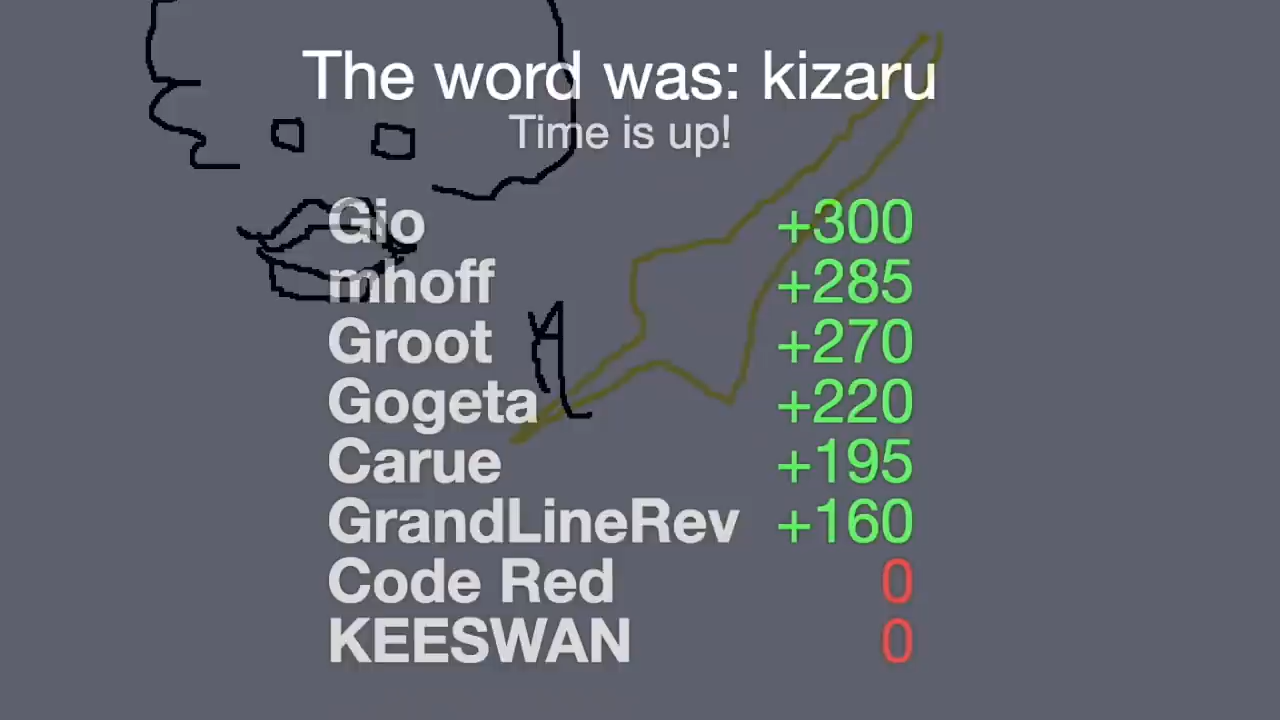 The word was: kizaru
Time is up!
Gio +300
mhoff +285
Groot +270
Gogeta +220
Carue +195
GrandLineRev +160
Code Red 0
KEESWAN 0